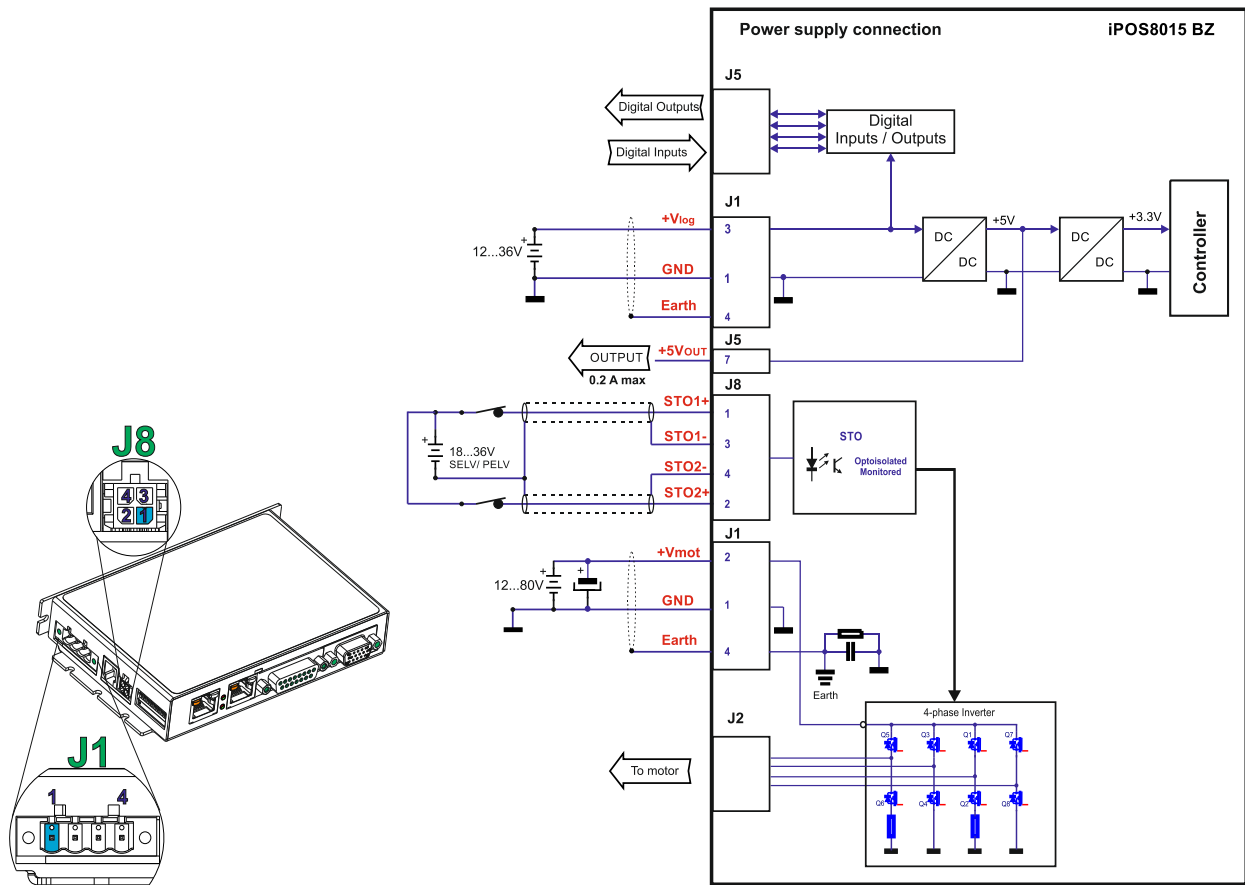 Power supply connection
iPOS8015 BZ
J5
Digital Outputs
Digital Inputs
Digital
Inputs / Outputs
J1
+Vlog
3
12...36V
+
GND
1
Earth
4
DC
DC
+5V
DC
DC
+3.3V
Controller
J5
+5VOUT
7
OUTPUT
0.2 A max
J8
STO1+
1
STO1-
3
STO2-
4
STO2+
2
+
18...36V
SELV/ PELV
STO
Optoisolated
Monitored
J1
+Vmot
2
12...80V
+
+
GND
1
Earth
4
Earth
J2
To motor
4-phase Inverter
Q5
Q3
Q1
Q7
Q6
Q4
Q2
Q8
J8
4
3
2
1
J1
1
4